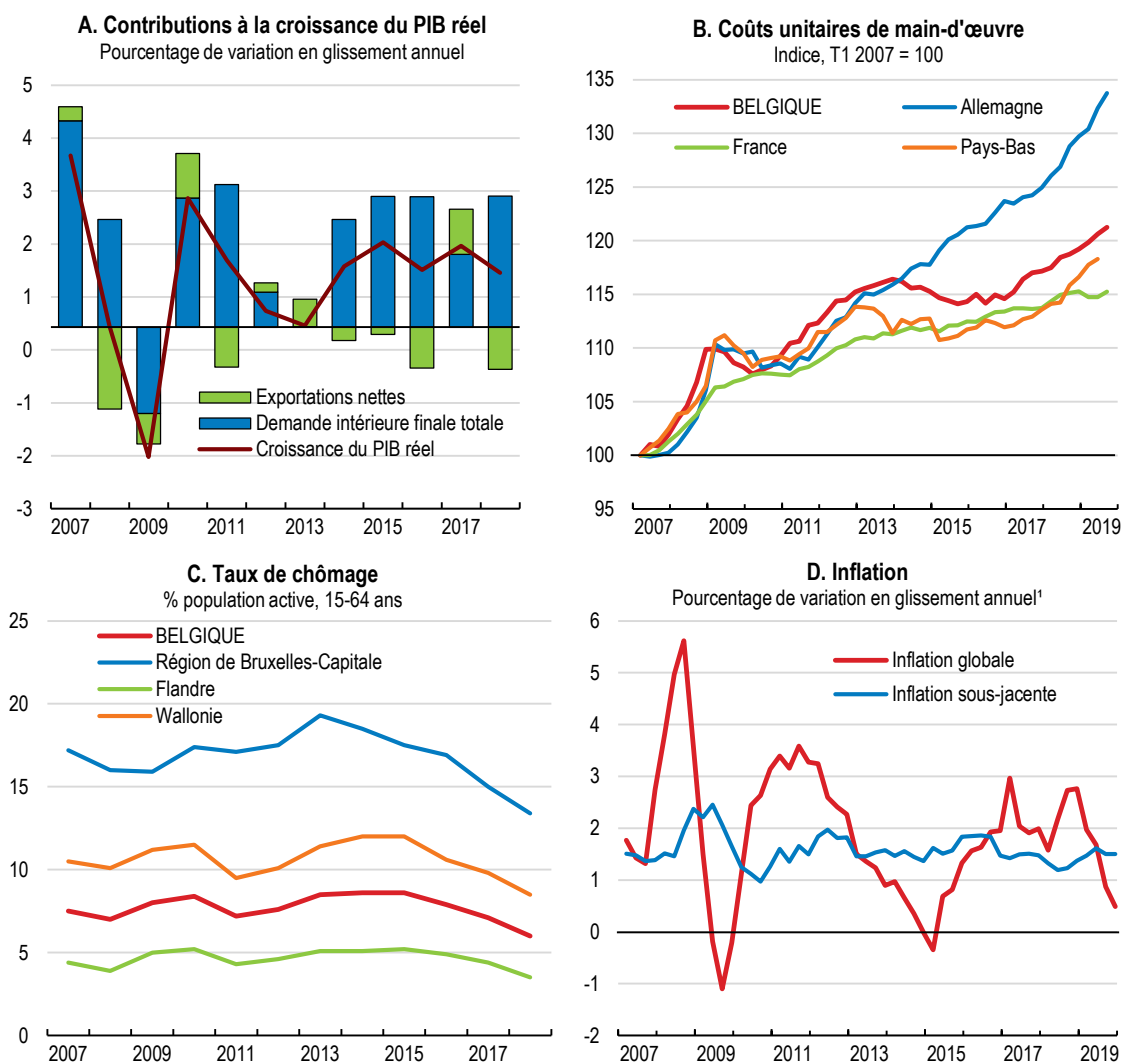 A. Contributions à la croissance du PIB réel
Pourcentage de variation en glissement annuel
5
4
3
2
1
0
-1
-2
-3
Exportations nettes
Demande intérieure finale totale
Croissance du PIB réel
2007 2009 2011 2013 2015 2017
B. Coûts unitaires de main-d'œuvre
Indice, T1 2007 = 100
135
130
125
120
115
110
105
100
95
BELGIQUE Allemagne
France Pays-Bas
2007 2009 2011 2013 2015 2017 2019
C. Taux de chômage
% population active, 15-64 ans
25
20
15
10
5
0
BELGIQUE
Région de Bruxelles-Capitale
Flandre
Wallonie
2007 2009 2011 2013 2015 2017
D. Inflation
Pourcentage de variation en glissement annuel¹
6
5
4
3
2
1
0
-1
-2
Inflation globale
Inflation sous-jacente
2007 2009 2011 2013 2015 2017 2019